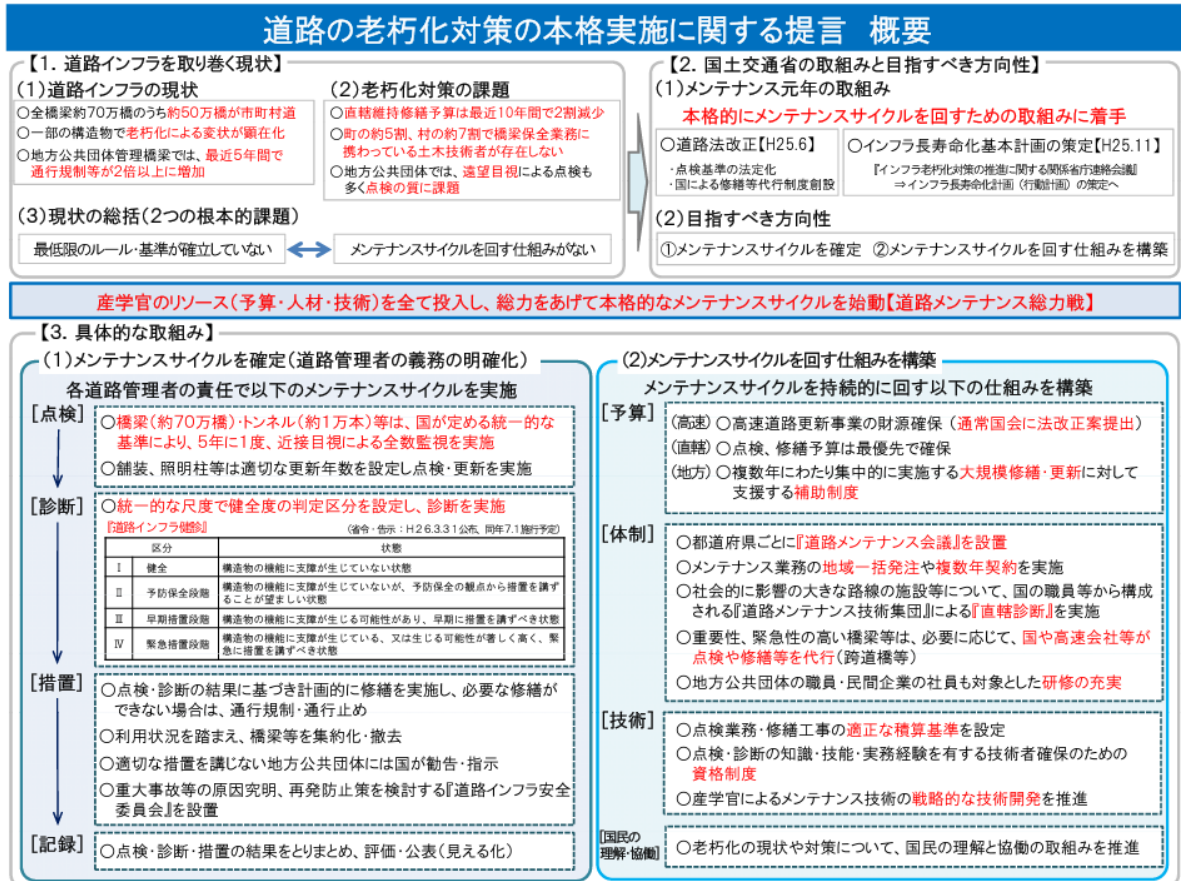 道路の老朽化対策の本格実施に関する提言　概要
【1. 道路インフラを取り巻く現状】
(1)道路インフラの現状
○全橋梁約70万橋のうち約50万橋が市町村道
○一部の構造物で老朽化による変状が顕在化
○地方公共団体管理橋梁では、最近5年間で
通行規制等が2倍以上に増加
(2)老朽化対策の課題
○直轄維持修繕予算は最近10年間で2割減少
○町の約5割、村の約7割で橋梁保全業務に
携わっている土木技術者が存在しない
○地方公共団体では、遠望目視による点検も
多く点検の質に課題
(3)現状の総括(2つの根本的課題)
最低限のルール・基準が確立していない
メンテナンスサイクルを回す仕組みがない
【2. 国土交通省の取組みと目指すべき方向性】
(1)メンテナンス元年の取組み
本格的にメンテナンスサイクルを回すための取組みに着手
○道路法改正【H25.6】
・点検基準の法定化
・国による修繕等代行制度創設
○インフラ長寿命化基本計画の策定【H25.11】
『インフラ老朽化対策の推進に関する関係省庁連絡会議』
⇒インフラ長寿命化計画（行動計画）の策定へ
(2)目指すべき方向性
①メンテナンスサイクルを確定　②メンテナンスサイクルを回す仕組みを構築
産学官のリソース(予算・人材・技術)を全て投入し、総力をあげて本格的なメンテナンスサイクルを始動【道路メンテナンス総力戦】
【3. 具体的な取組み】
(1)メンテナンスサイクルを確定(道路管理者の義務の明確化)
各道路管理者の責任で以下のメンテナンスサイクルを実施
[点検]
○橋梁(約70万橋)・トンネル(約1万本)等は、国が定める統一的な
基準により、5年に1度、近接目視による全数監視を実施
○舗装、照明柱等は適切な更新年数を設定し点検・更新を実施
[診断]
○統一的な尺度で健全度の判定区分を設定し、診断を実施
『道路インフラ健診』
(省令・告示：H26.3.31公布、同年7.1施行予定)
区分　状態
Ⅰ　健全　構造物の機能に支障が生じていない状態
Ⅱ　予防保全段階　構造物の機能に支障が生じていないが、予防保全の観点から措置を講ず
ることが望ましい状態
Ⅲ　早期措置段階　構造物の機能に支障が生じる可能性があり、早期に措置を講ずべき状態
Ⅳ　緊急措置段階　構造物の機能に支障が生じている、又は生じる可能性が著しく高く、緊
急に措置を講ずべき状態
[措置]
○点検・診断の結果に基づき計画的に修繕を実施し、必要な修繕が
できない場合は、通行規制・通行止め
○利用状況を踏まえ、橋梁等を集約化・撤去
○適切な措置を講じない地方公共団体には国が勧告・指示
○重大事故等の原因究明、再発防止策を検討する『道路インフラ安全
委員会』を設置
[記録]
○点検・診断・措置の結果をとりまとめ、評価・公表(見える化)
(2)メンテナンスサイクルを回す仕組みを構築
メンテナンスサイクルを持続的に回す以下の仕組みを構築
[予算]
(高速) ○高速道路更新事業の財源確保 (通常国会に法改正案提出)
(直轄) ○点検、修繕予算は最優先で確保
(地方) ○複数年にわたり集中的に実施する大規模修繕・更新に対して
支援する補助制度
[体制]
○都道府県ごとに『道路メンテナンス会議』を設置
○メンテナンス業務の地域一括発注や複数年契約を実施
○社会的に影響の大きな路線の施設等について、国の職員等から構
成される『道路メンテナンス技術集団』による『直轄診断』を実施
○重要性、緊急性の高い橋梁等は、必要に応じて、国や高速会社等が
点検や修繕等を代行(跨道橋等)
○地方公共団体の職員・民間企業の社員も対象とした研修の充実
[技術]
○点検業務・修繕工事の適正な積算基準を設定
○点検・診断の知識・技能・実務経験を有する技術者確保のための
資格制度
○産学官によるメンテナンス技術の戦略的な技術開発を推進
[国民の
理解・協働]
○老朽化の現状や対策について、国民の理解と協働の取組みを推進